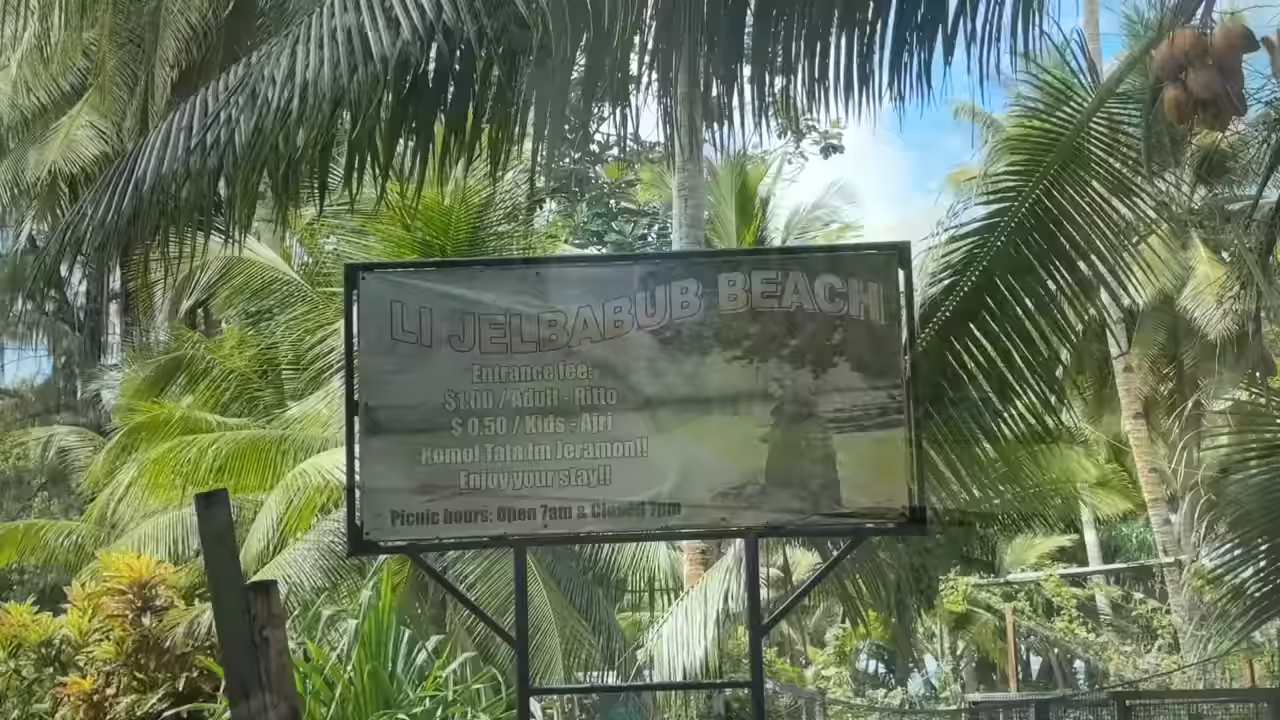 LI JELBABUB BEACH
Entrance fee:
$1.00 / Adult - Ritto
$ 0.50 / Kids - Ajri
Komol Tata im Jeramon!!
Enjoy your stay!!
Picnic hours: Open 7am & Closed 7pm